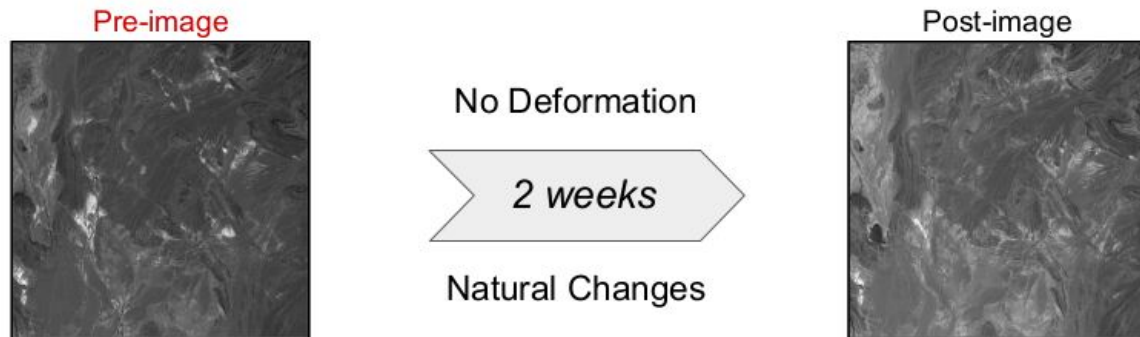 Pre-image
Post-image
No Deformation
2 weeks
Natural Changes